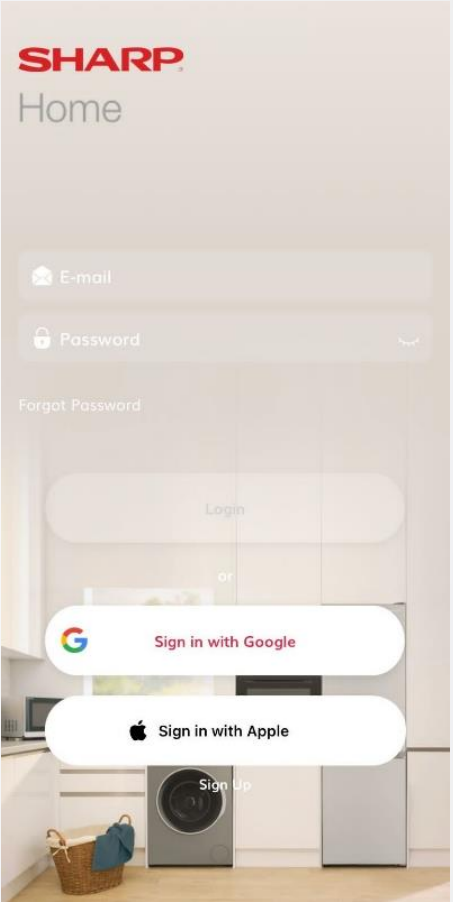 SHARP
Home
E-mail
Password
Forgot Password
Login
or
Sign in with Google
Sign in with Apple
Sign Up